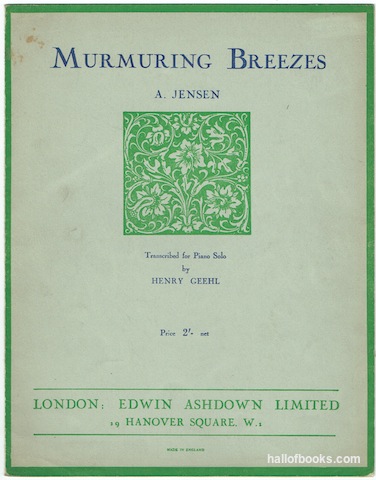 MURMURING BREEZES
A. JENSEN
Transcribed for Piano Solo
by
HENRY GEEHL
Price 2/- net
LONDON: EDWIN ASHDOWN LIMITED
19 HANOVER SQUARE. W.1
MADE IN ENGLAND
hallofbooks.com